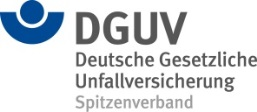 DGUV
Deutsche Gesetzliche
Unfallversicherung
Spitzenverband